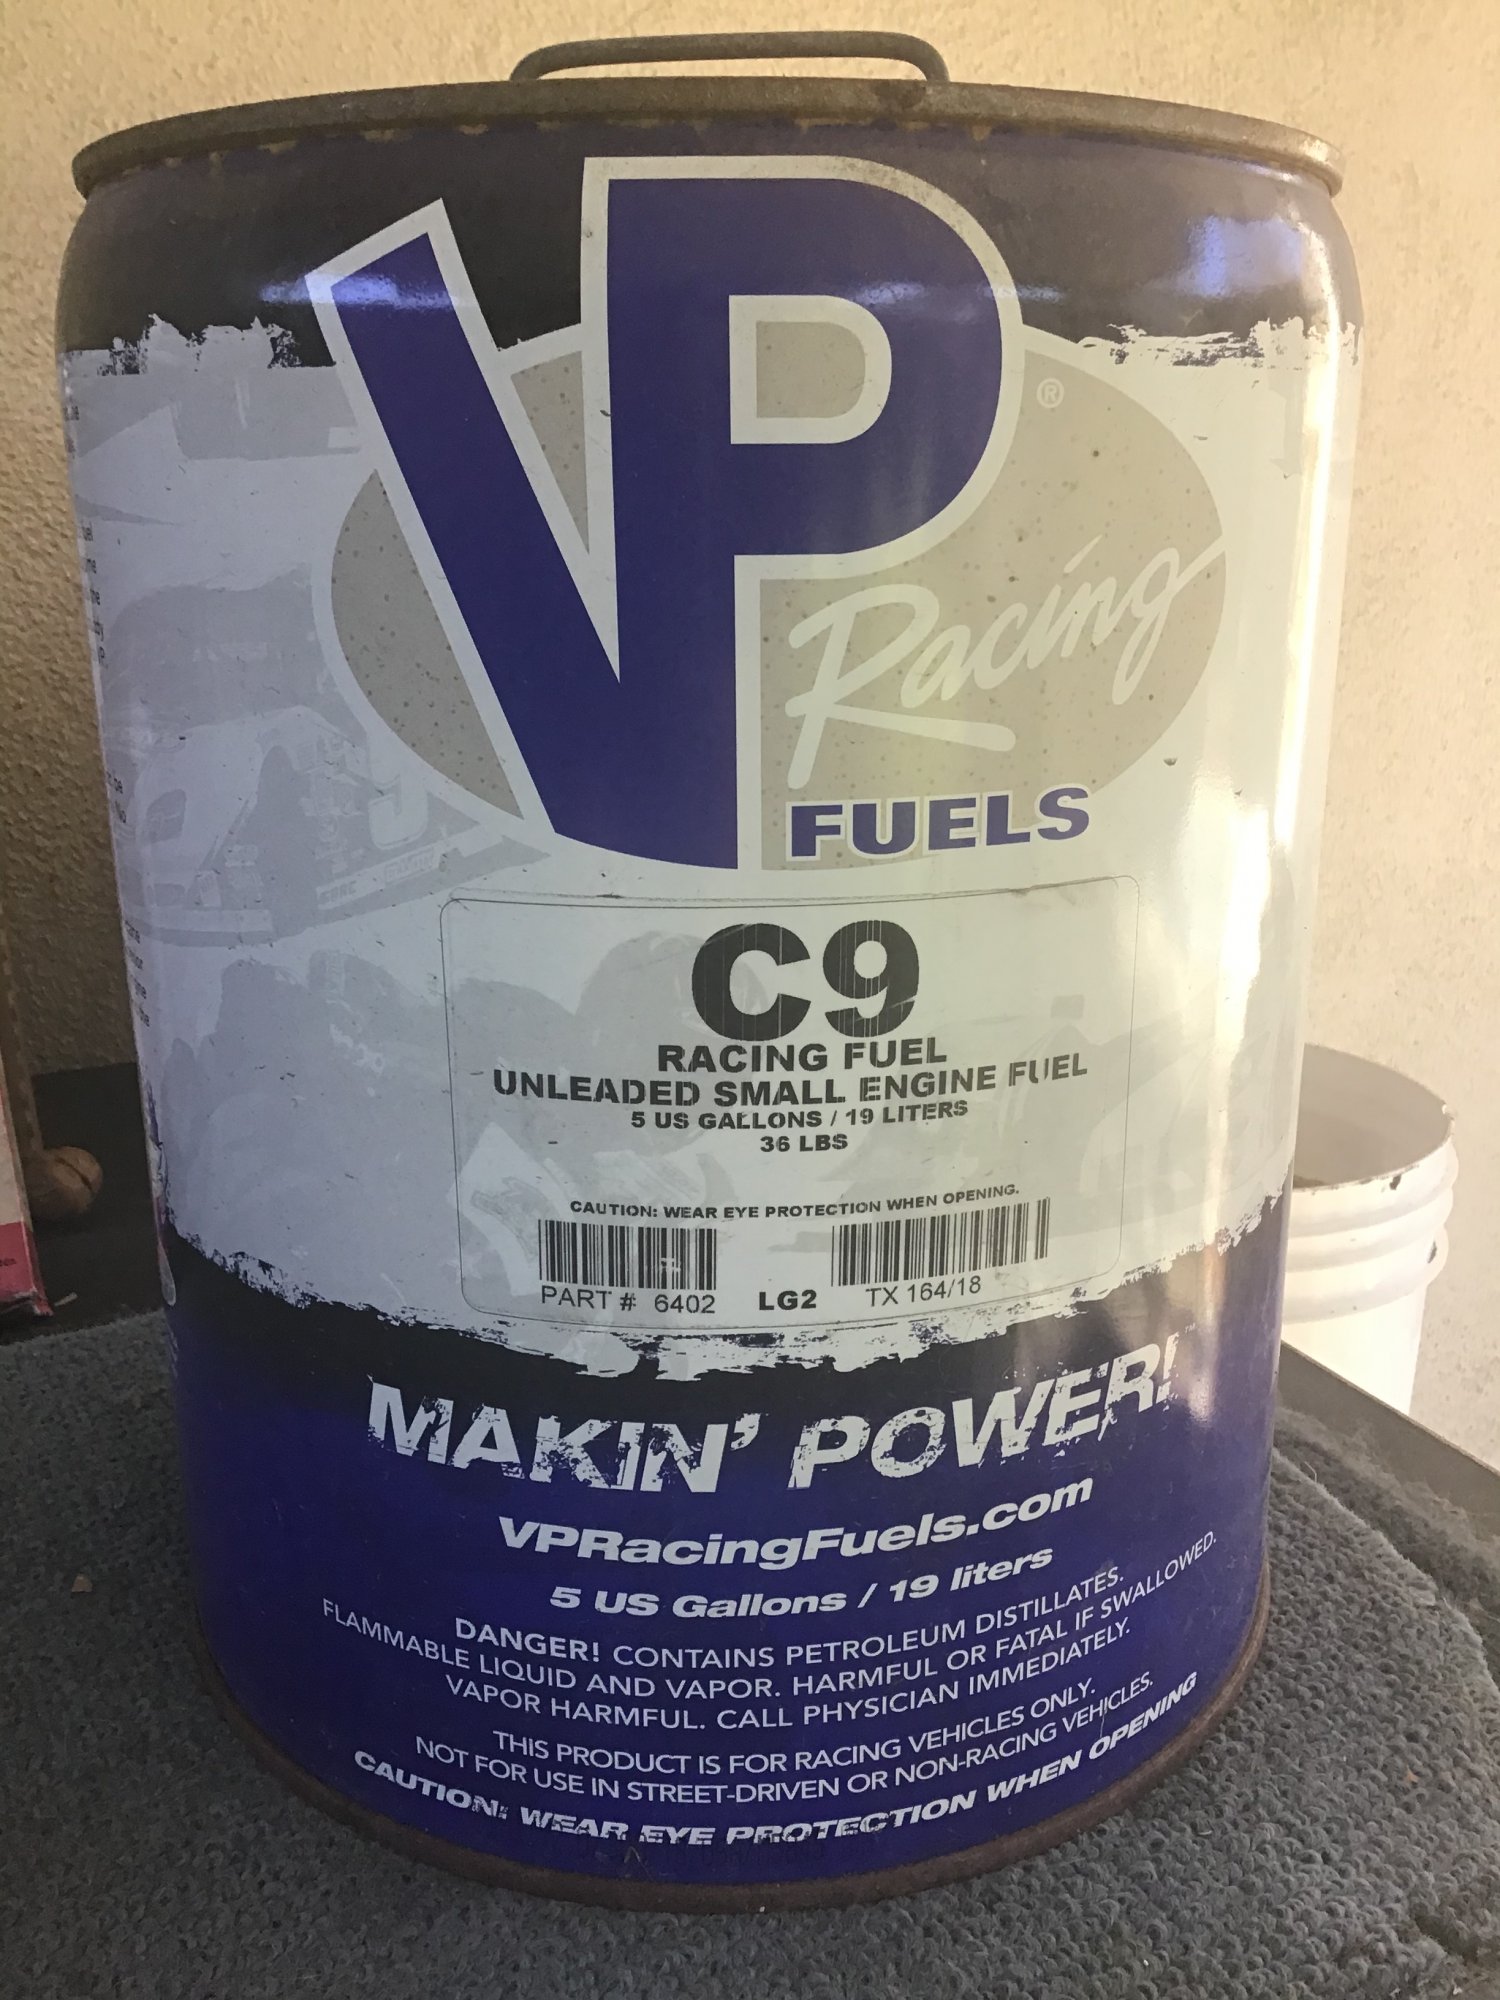 VP
®
Racing
FUELS
C9
RACING FUEL
UNLEADED SMALL ENGINE FUEL
5 US GALLONS / 19 LITERS
36 LBS
CAUTION: WEAR EYE PROTECTION WHEN OPENING.
PART # 6402 LG2 TX 164/18
MAKIN' POWER!™
VPRacingFuels.com
5 US Gallons / 19 liters
DANGER! CONTAINS PETROLEUM DISTILLATES.
FLAMMABLE LIQUID AND VAPOR. HARMFUL OR FATAL IF SWALLOWED.
VAPOR HARMFUL. CALL PHYSICIAN IMMEDIATELY.
THIS PRODUCT IS FOR RACING VEHICLES ONLY.
NOT FOR USE IN STREET-DRIVEN OR NON-RACING VEHICLES.
CAUTION: WEAR EYE PROTECTION WHEN OPENING